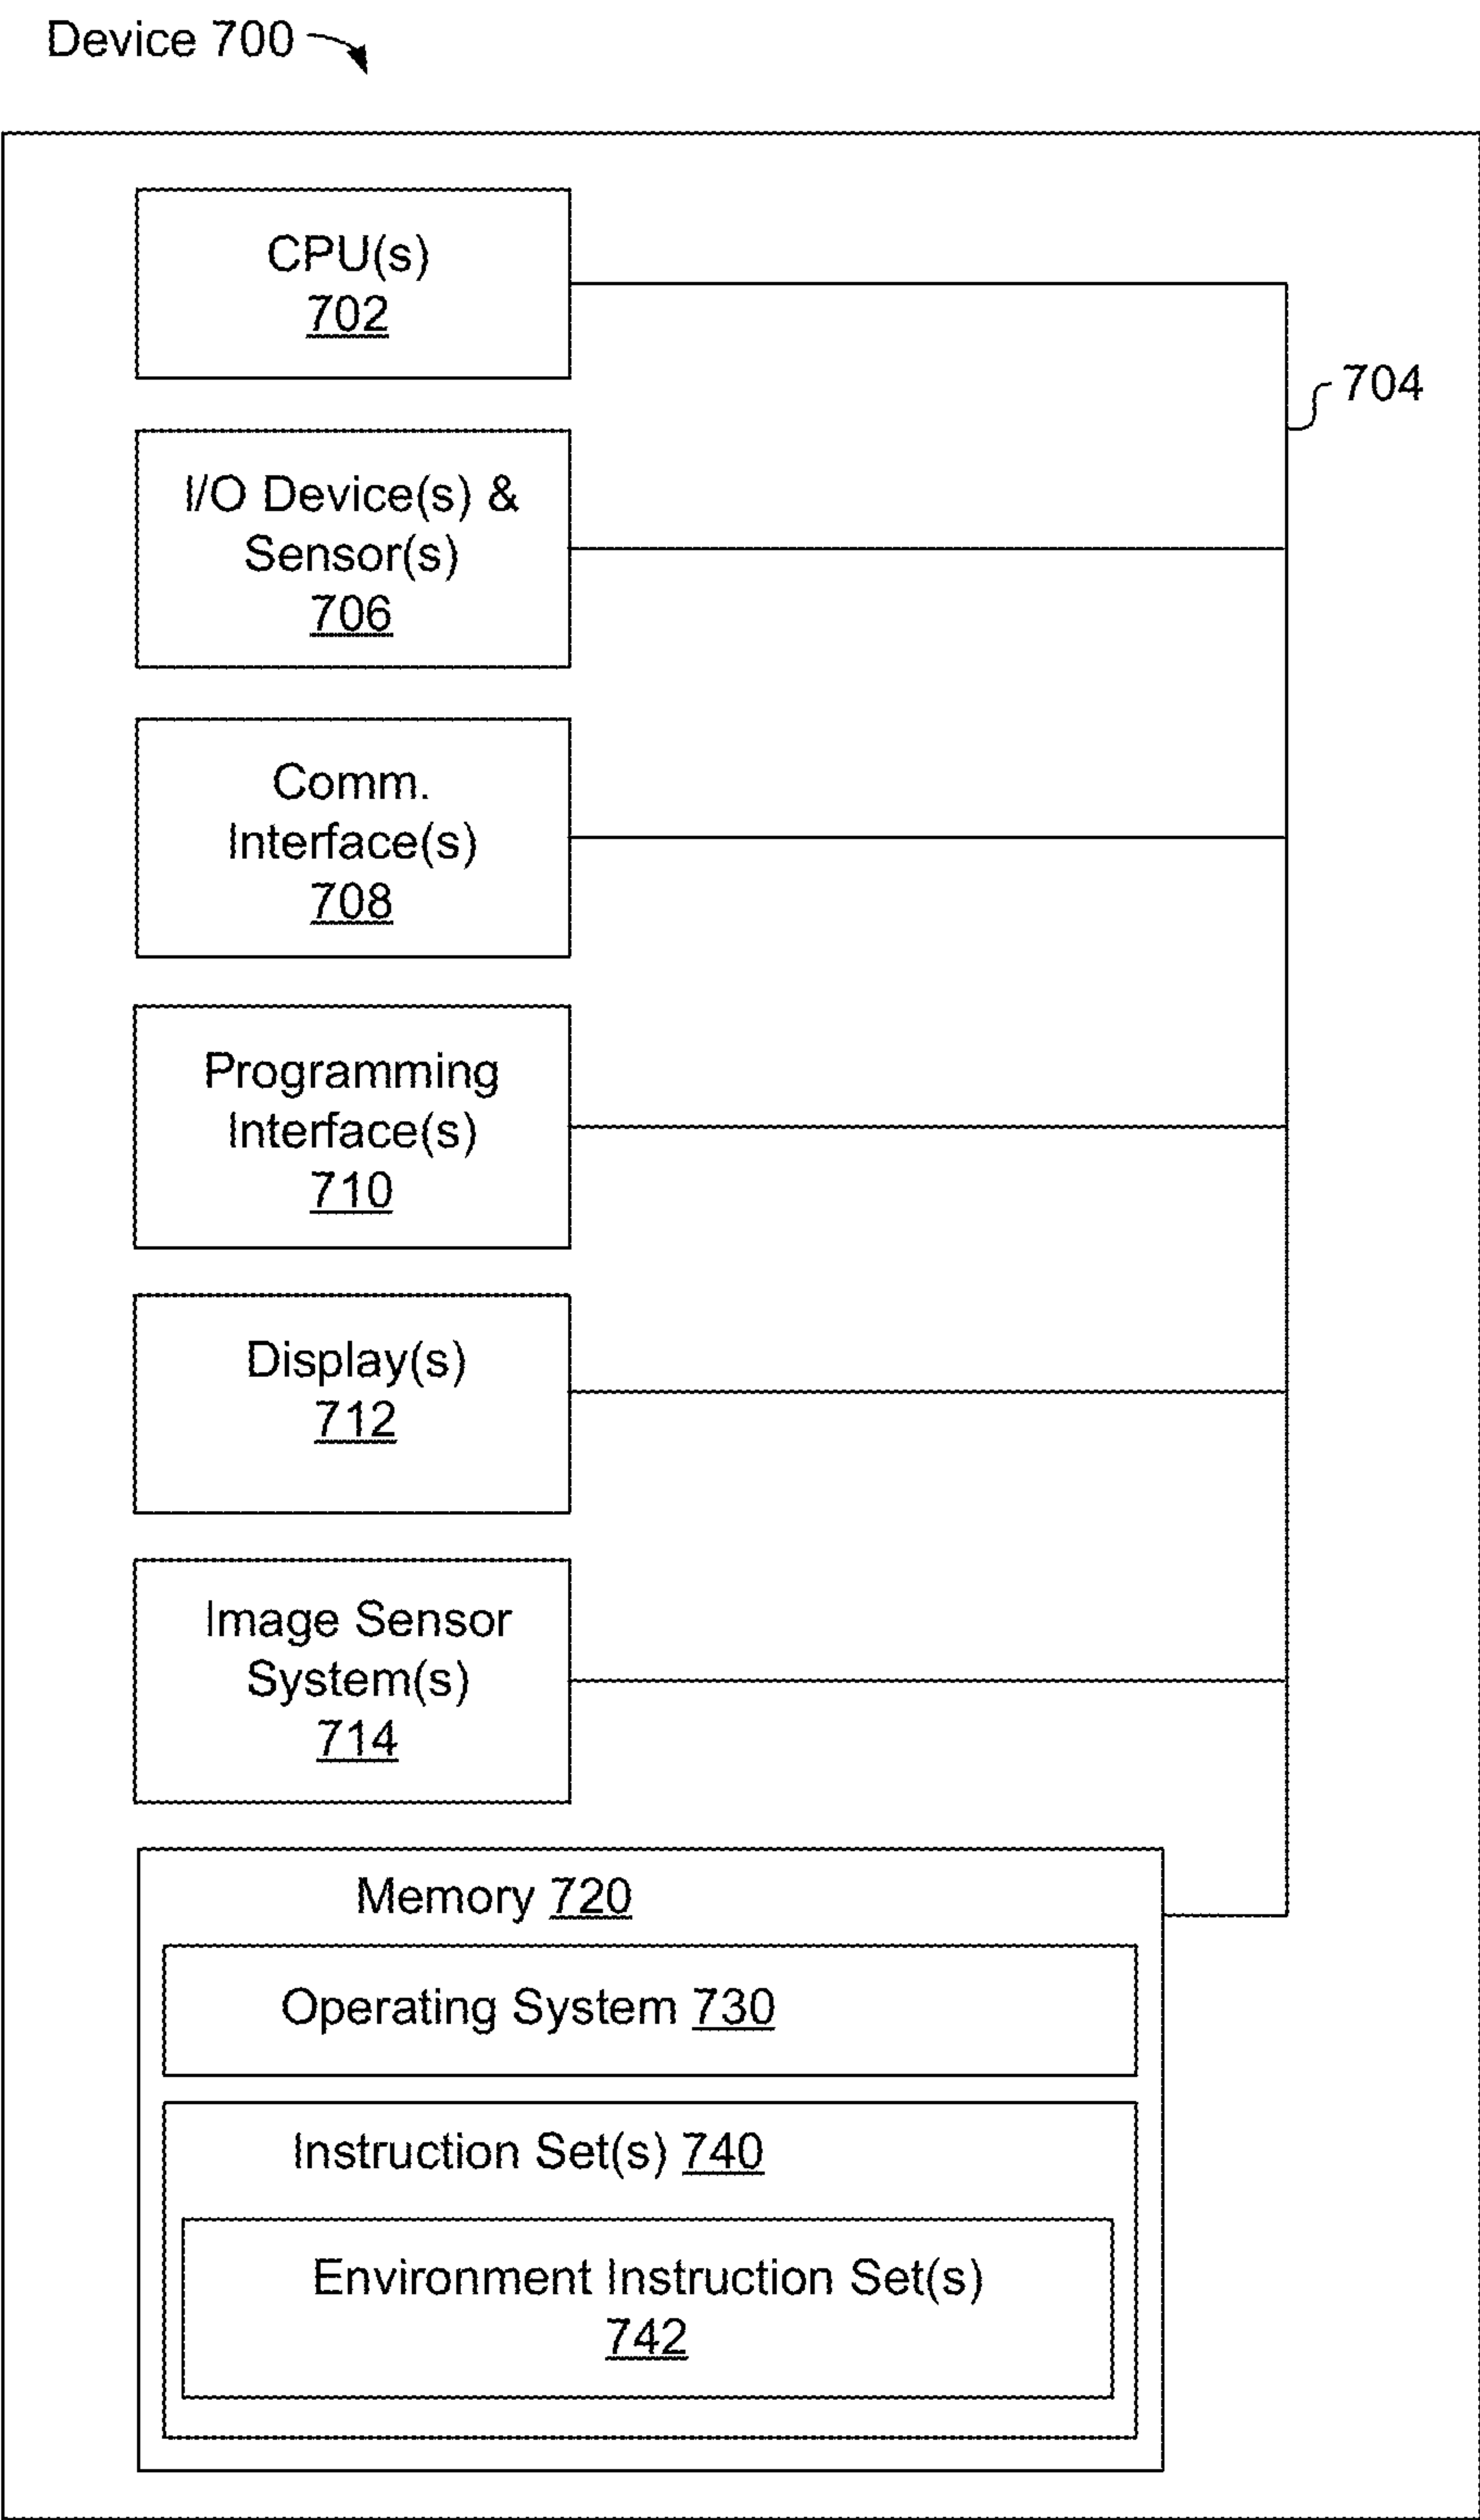 Device 700
CPU(s)
702
704
I/O Device(s) &
Sensor(s)
706
Comm.
Interface(s)
708
Programming
Interface(s)
710
Display(s)
712
Image Sensor
System(s)
714
Memory 720
Operating System 730
Instruction Set(s) 740
Environment Instruction Set(s)
742